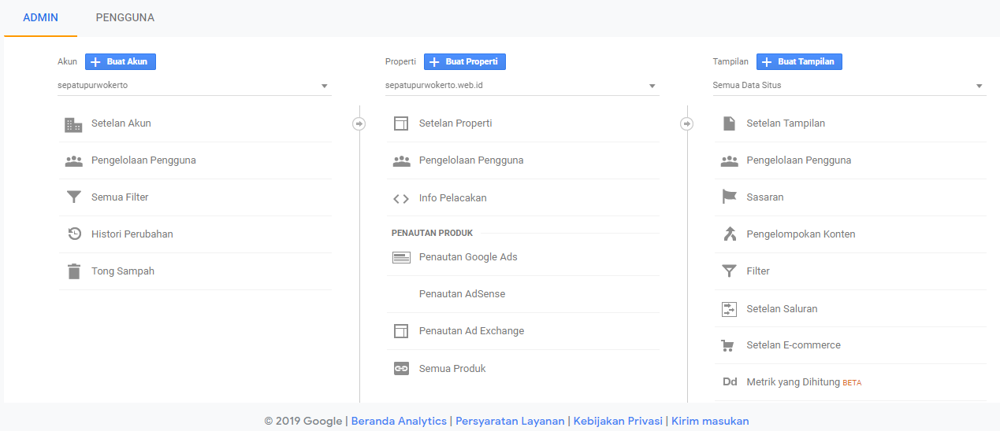 ADMIN PENGGUNA
Akun Buat Akun
sepatupurwokerto
Setelan Akun
Pengelolaan Pengguna
Semua Filter
Histori Perubahan
Tong Sampah
Properti Buat Properti
sepatupurwokerto.web.id
Setelan Properti
Pengelolaan Pengguna
Info Pelacakan
PENAUTAN PRODUK
Penautan Google Ads
Penautan AdSense
Penautan Ad Exchange
Semua Produk
Tampilan Buat Tampilan
Semua Data Situs
Setelan Tampilan
Pengelolaan Pengguna
Sasaran
Pengelompokan Konten
Filter
Setelan Saluran
Setelan E-commerce
Dd Metrik yang Dihitung BETA
© 2019 Google | Beranda Analytics | Persyaratan Layanan | Kebijakan Privasi | Kirim masukan